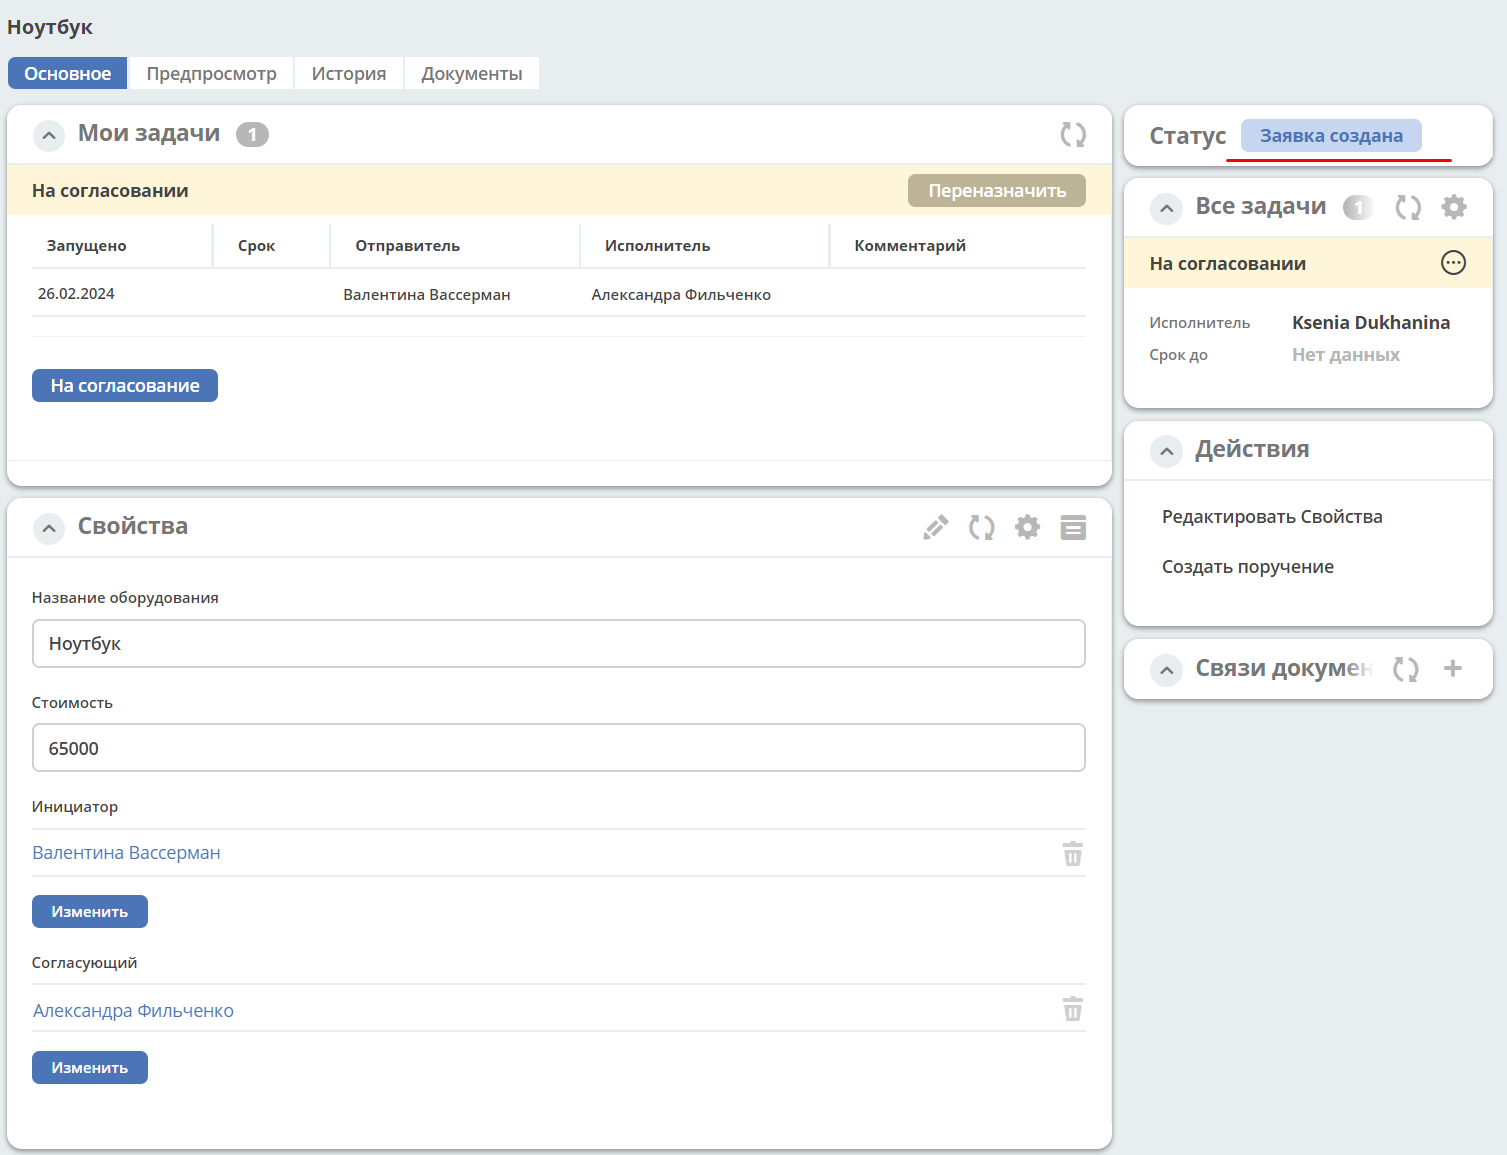 Ноутбук
Основное Предпросмотр История Документы
Мои задачи 1
На согласовании Переназначить
Запущено Срок Отправитель Исполнитель Комментарий
26.02.2024 Валентина Вассерман Александра Фильченко
На согласование
Свойства
Название оборудования
Ноутбук
Стоимость
65000
Инициатор
Валентина Вассерман
Изменить
Согласующий
Александра Фильченко
Изменить
Статус Заявка создана
Все задачи 1
На согласовании
Исполнитель Ksenia Dukhanina
Срок до Нет данных
Действия
Редактировать Свойства
Создать поручение
Связи докумен